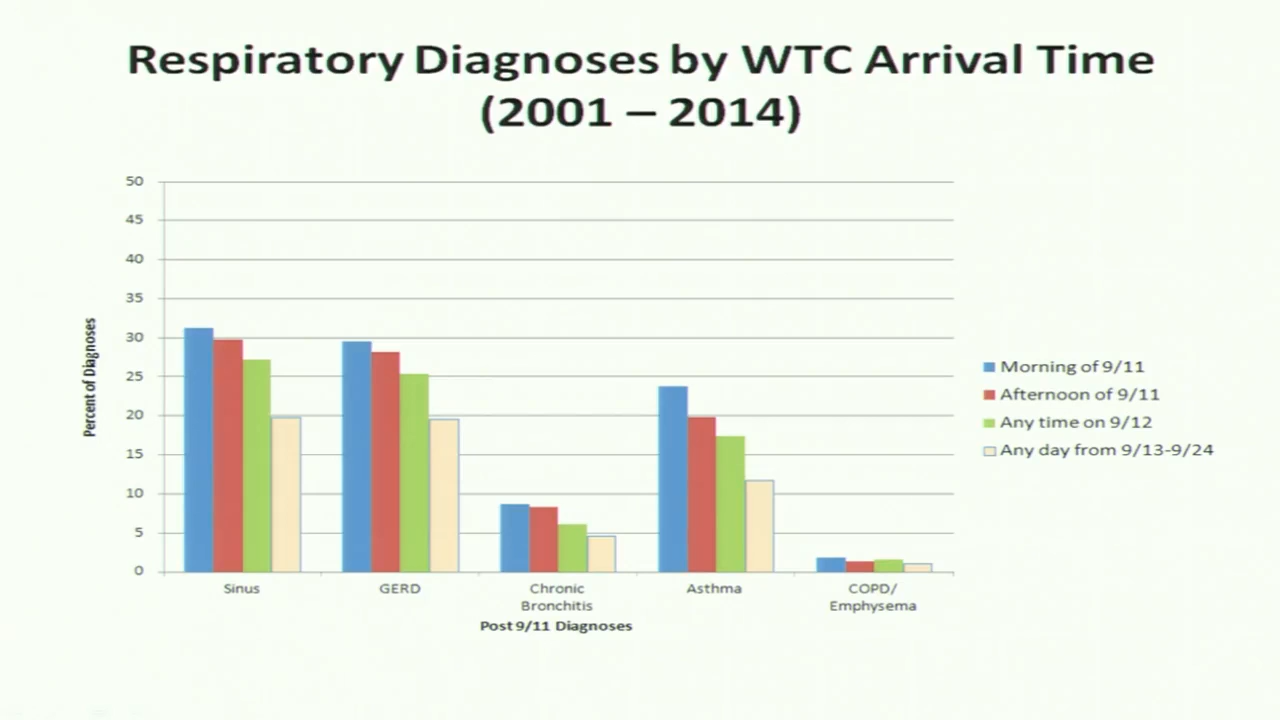 Respiratory Diagnoses by WTC Arrival Time
(2001 – 2014)
50
45
40
35
30
25
20
15
10
5
0
Percent of Diagnoses
Sinus
GERD
Chronic
Bronchitis
Asthma
COPD/
Emphysema
Post 9/11 Diagnoses
Morning of 9/11
Afternoon of 9/11
Any time on 9/12
Any day from 9/13-9/24